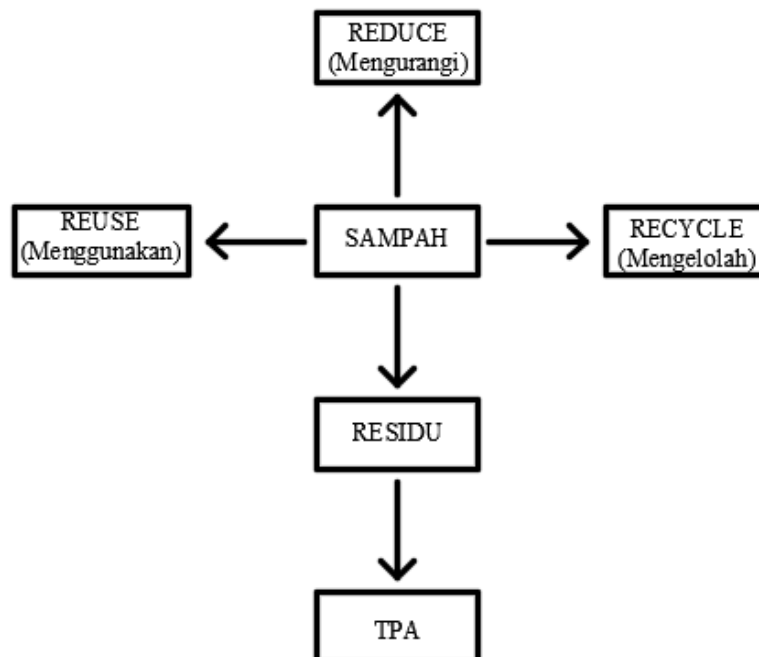 REDUCE
(Mengurangi)
REUSE
(Menggunakan)
SAMPAH
RECYCLE
(Mengelolah)
RESIDU
TPA